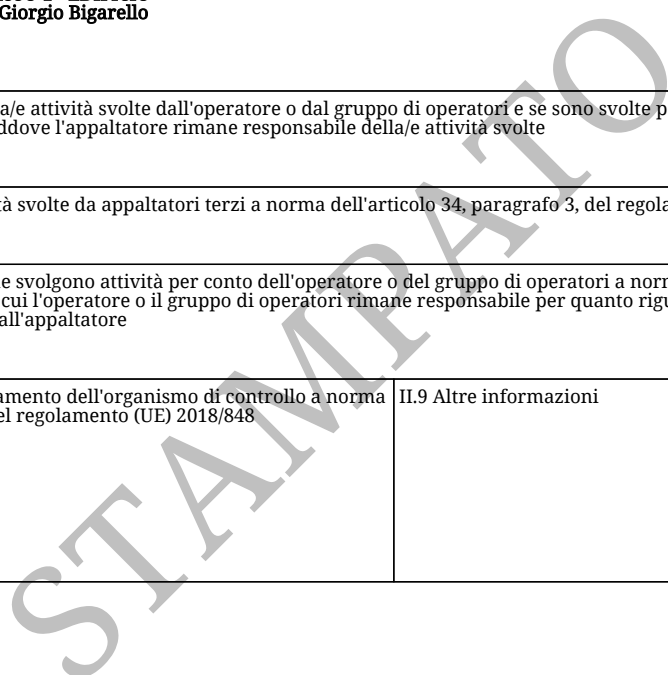 Giorgio Bigarello
a/e attività svolte dall'operatore o dal gruppo di operatori e se sono svolte p
ddove l'appaltatore rimane responsabile della/e attività svolte
à svolte da appaltatori terzi a norma dell'articolo 34, paragrafo 3, del regola
e svolgono attività per conto dell'operatore o del gruppo di operatori a norm
cui l'operatore o il gruppo di operatori rimane responsabile per quanto rigu
all'appaltatore
amento dell'organismo di controllo a norma
el regolamento (UE) 2018/848
II.9 Altre informazioni
STAMPATO